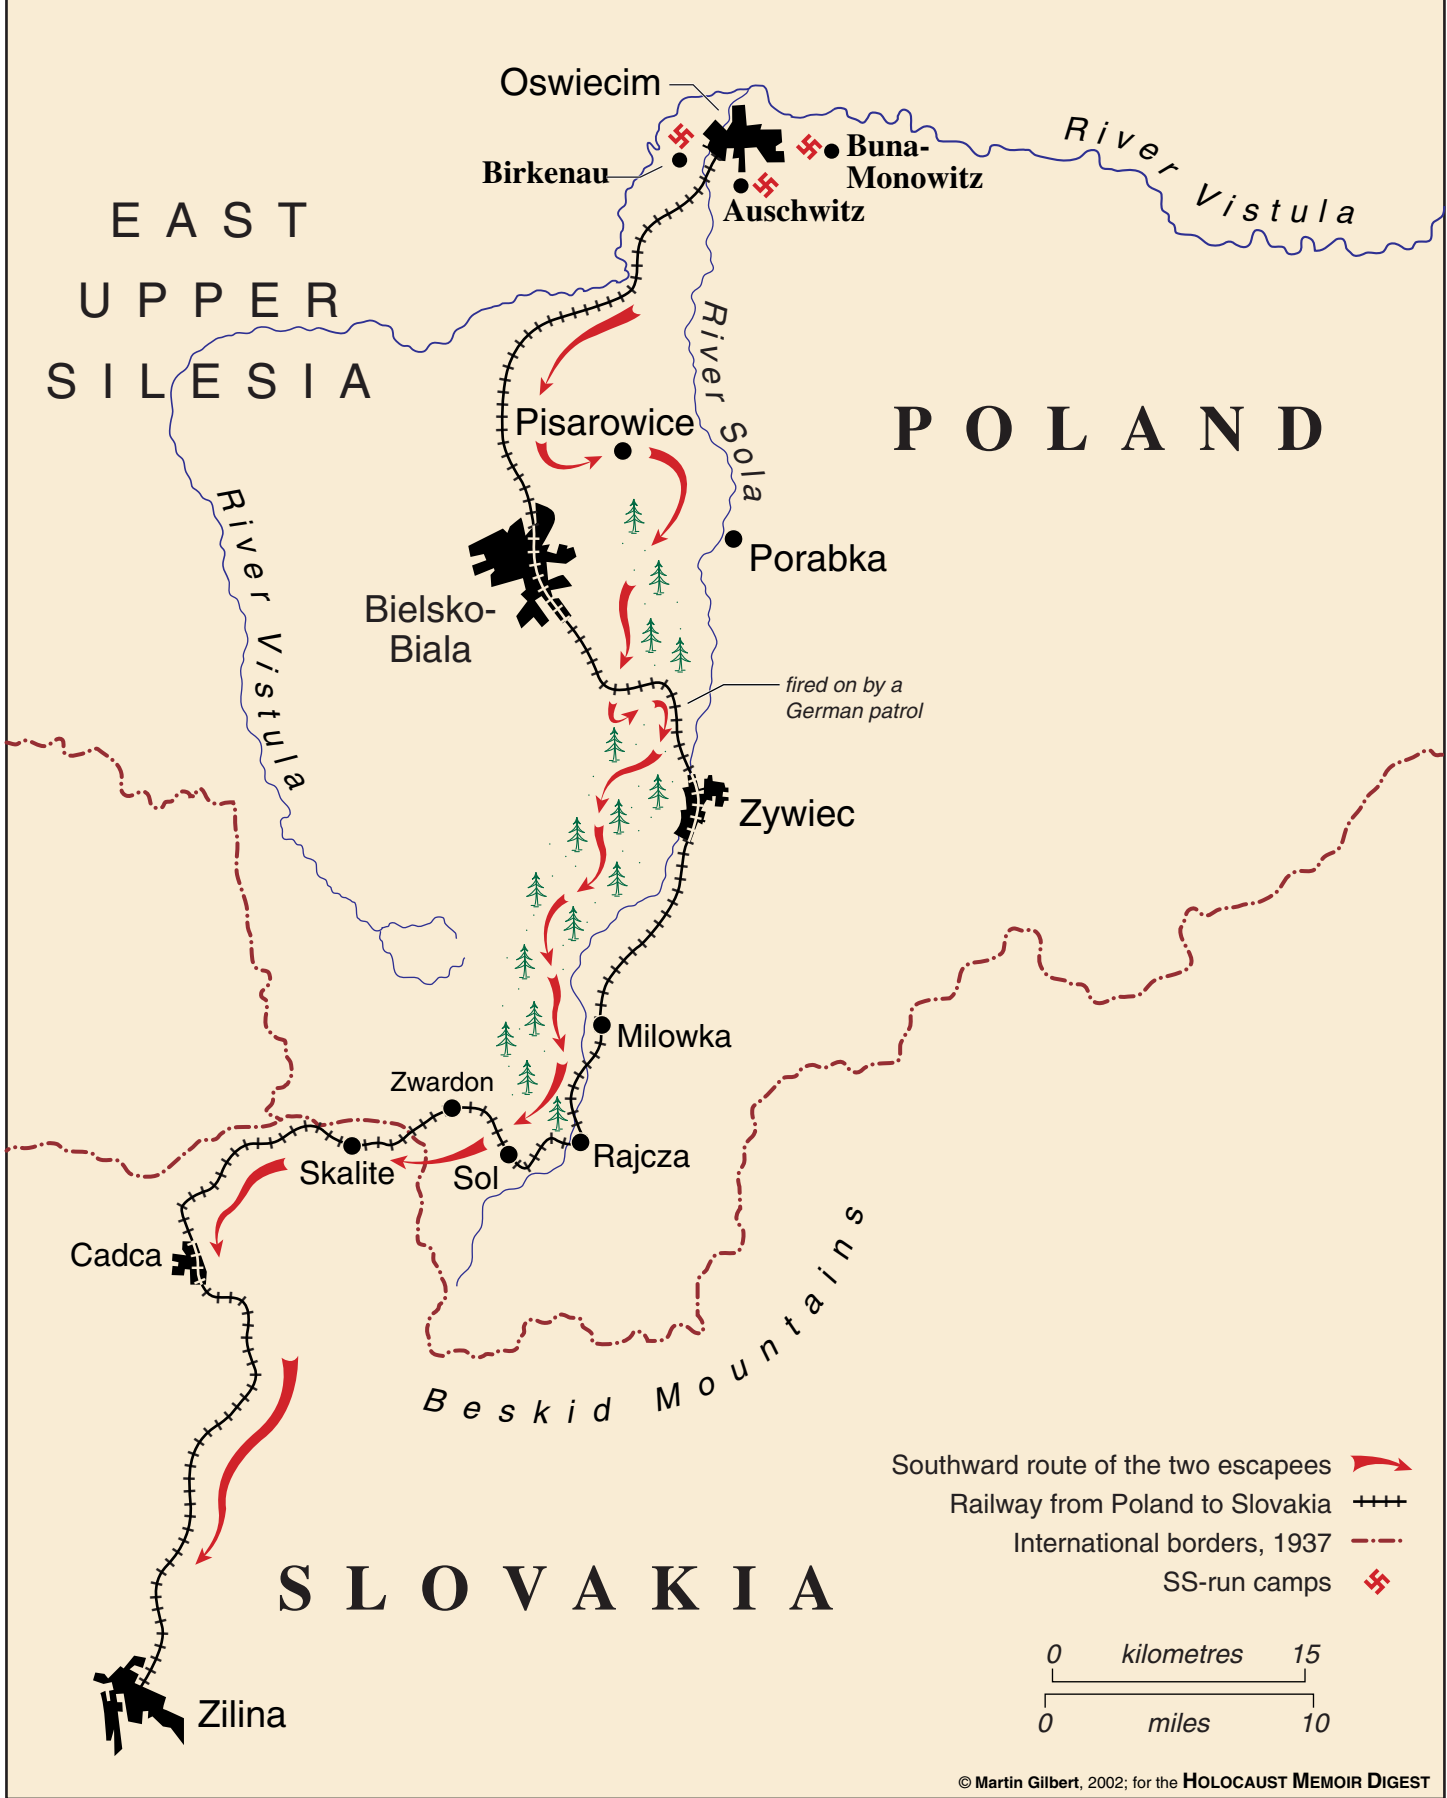 Oswiecim
River Vistula
Birkenau
Buna-
Monowitz
Auschwitz
EAST
UPPER
SILESIA
River Sola
POLAND
Pisarowice
River Vistula
Porabka
Bielsko-
Biala
fired on by a
German patrol
Zywiec
Milowka
Zwardon
Skalite
Sol
Rajcza
Cadca
Beskid Mountains
Southward route of the two escapees
Railway from Poland to Slovakia
International borders, 1937
SS-run camps
SLOVAKIA
0 kilometres 15
0 miles 10
Zilina
© Martin Gilbert, 2002; for the HOLOCAUST MEMOIR DIGEST